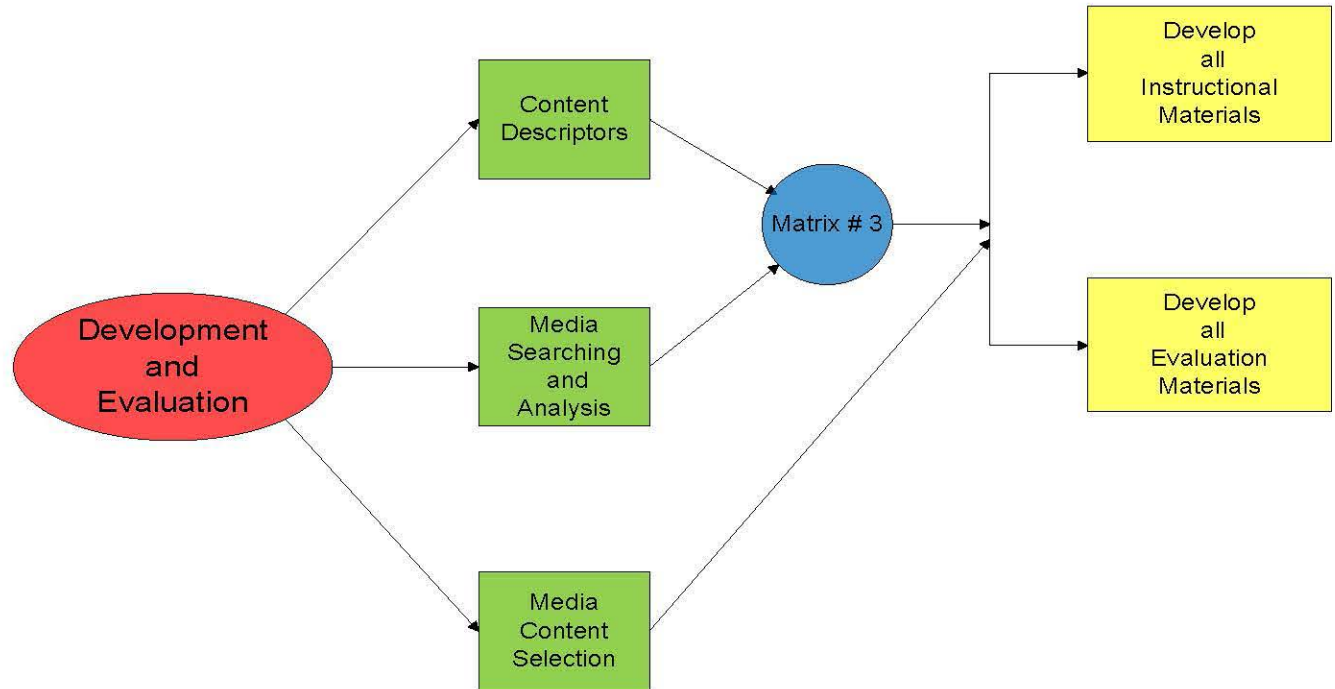 Development
and
Evaluation
Content
Descriptors
Media
Searching
and
Analysis
Media
Content
Selection
Matrix # 3
Develop
all
Instructional
Materials
Develop
all
Evaluation
Materials